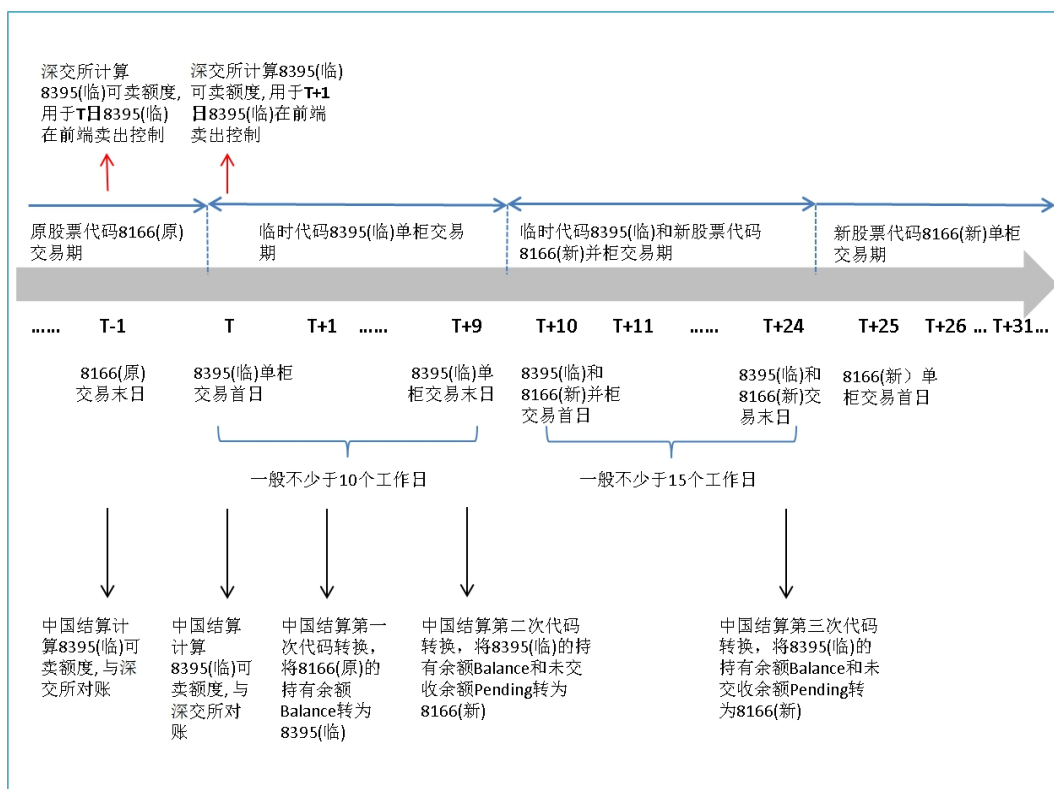 深交所计算
8395(临)可卖额度,
用于T日8395(临)
在前端卖出控制
深交所计算8395(临)
可卖额度, 用于T+1
日8395(临)在前端
卖出控制
原股票代码8166(原)
交易期
临时代码8395(临)单柜交易
期
临时代码8395(临)和新股票代码
8166(新)并柜交易期
新股票代码8166(新)单柜
交易期
...... T-1 T T+1 ...... T+9 T+10 T+11 ...... T+24 T+25 T+26 ... T+31...
8166(原)
交易末日
8395(临)单柜
交易首日
8395(临)单
柜交易末日
8395(临)和
8166(新)并柜
交易首日
8395(临)和
8166(新)交
易末日
8166(新）单
柜交易首日
一般不少于10个工作日
一般不少于15个工作日
中国结算计
算8395(临)可
卖额度, 与深
交所对账
中国结算
计算
8395(临)可
卖额度, 与
深交所对
账
中国结算第一
次代码转换，
将8166(原)的
持有余额
Balance转为
8395(临)
中国结算第二次代码
转换，将8395(临)的持
有余额Balance和未交
收余额Pending转为
8166(新)
中国结算第三次代码
转换，将8395(临)的
持有余额Balance和未
交收余额Pending转
为8166(新)